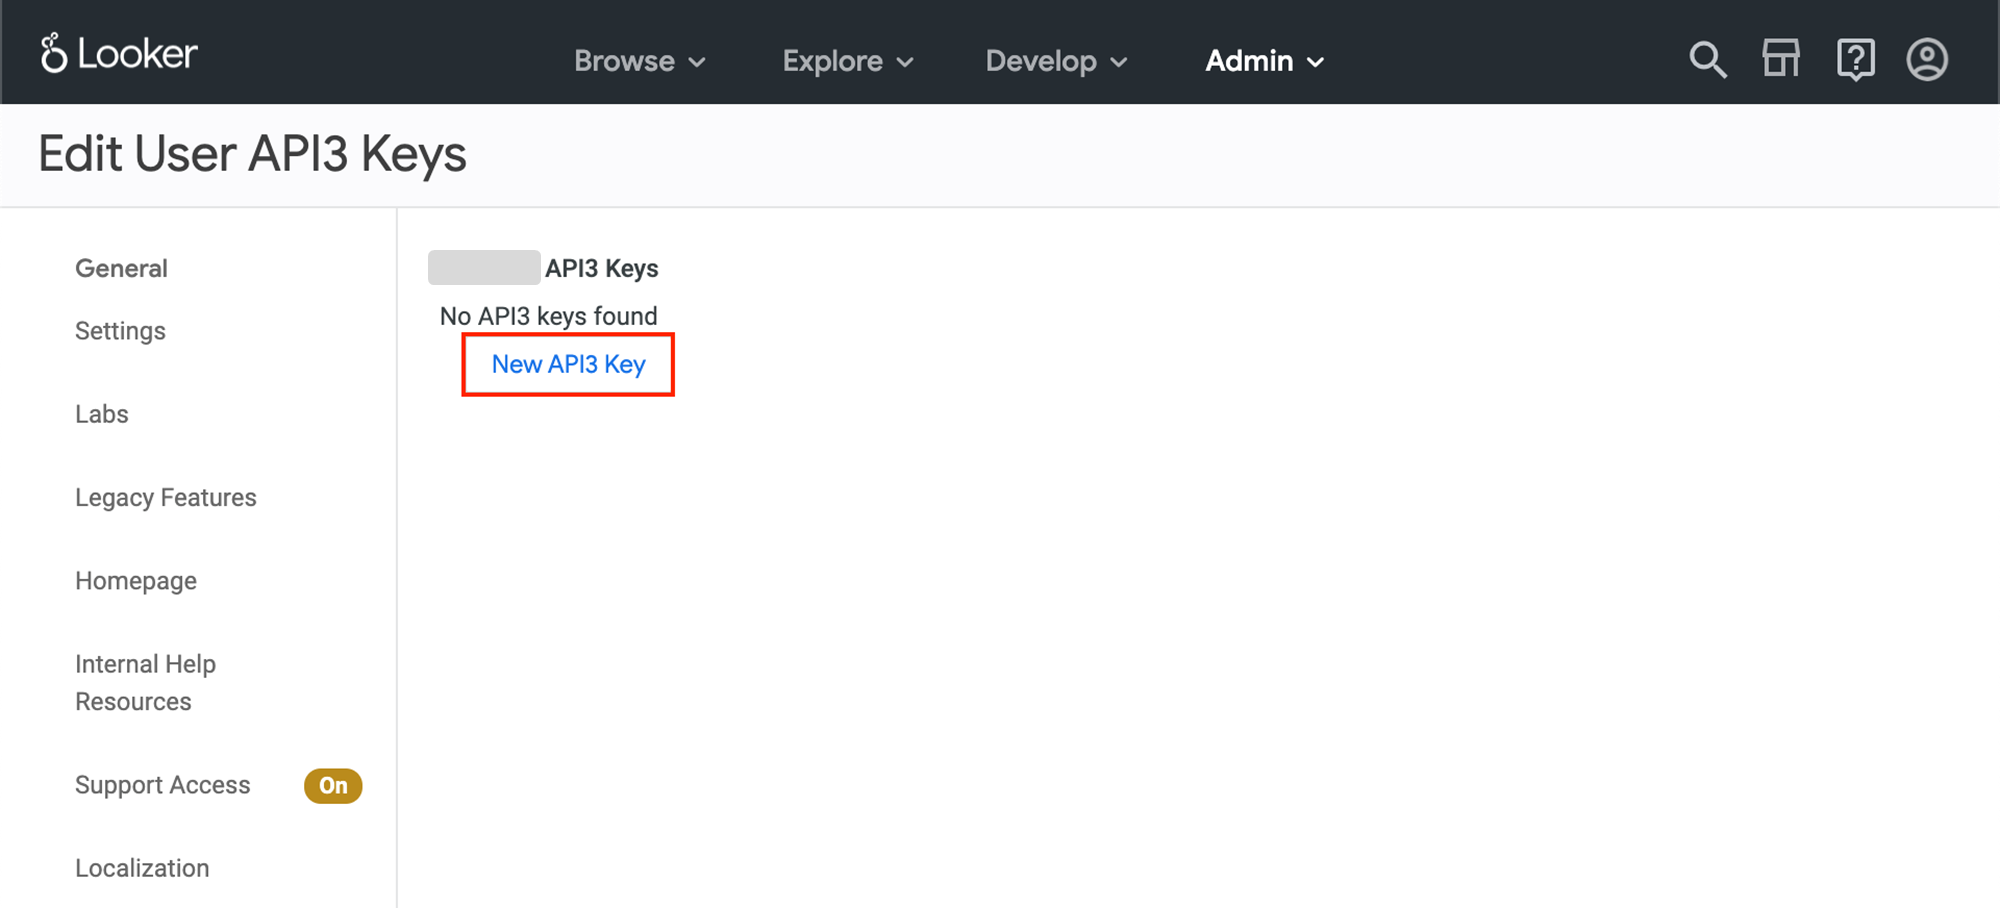 Looker
Browse
Explore
Develop
Admin
Edit User API3 Keys
General
Settings
Labs
Legacy Features
Homepage
Internal Help
Resources
Support Access
On
Localization
API3 Keys
No API3 keys found
New API3 Key